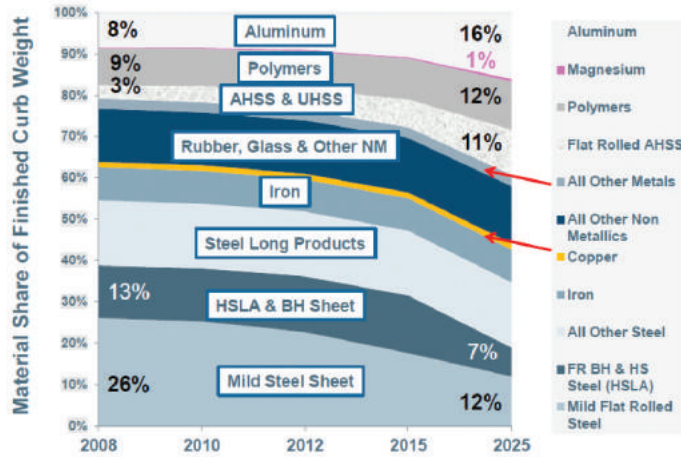 Material Share of Finished Curb Weight
100%
90%
80%
70%
60%
50%
40%
30%
20%
10%
0%
2008
2010
2012
2015
2025
8%
Aluminum
16%
1%
9%
Polymers
12%
3%
AHSS & UHSS
11%
Rubber, Glass & Other NM
Iron
Steel Long Products
13%
HSLA & BH Sheet
7%
26%
Mild Steel Sheet
12%
Aluminum
Magnesium
Polymers
Flat Rolled AHSS
All Other Metals
All Other Non
Metallics
Copper
Iron
All Other Steel
FR BH & HS
Steel (HSLA)
Mild Flat Rolled
Steel